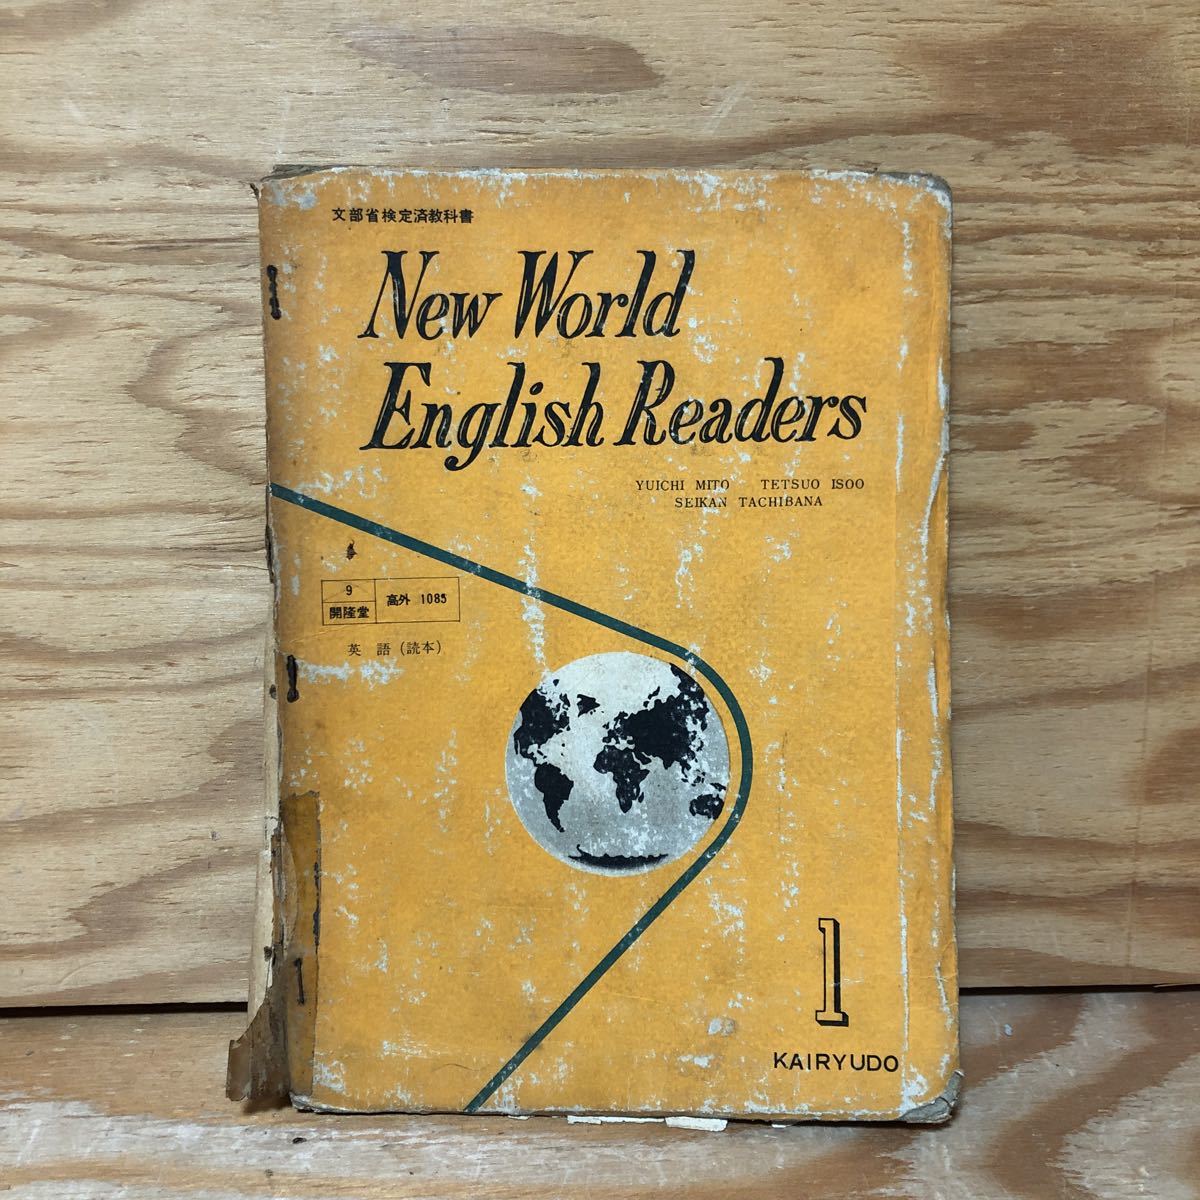 文部省検定済教科書
New World
English Readers
YUICHI MITO TETSUO ISOO
SEIKAN TACHIBANA
9
開隆堂
高外 1085
英語(読本)
1
KAIRYUDO